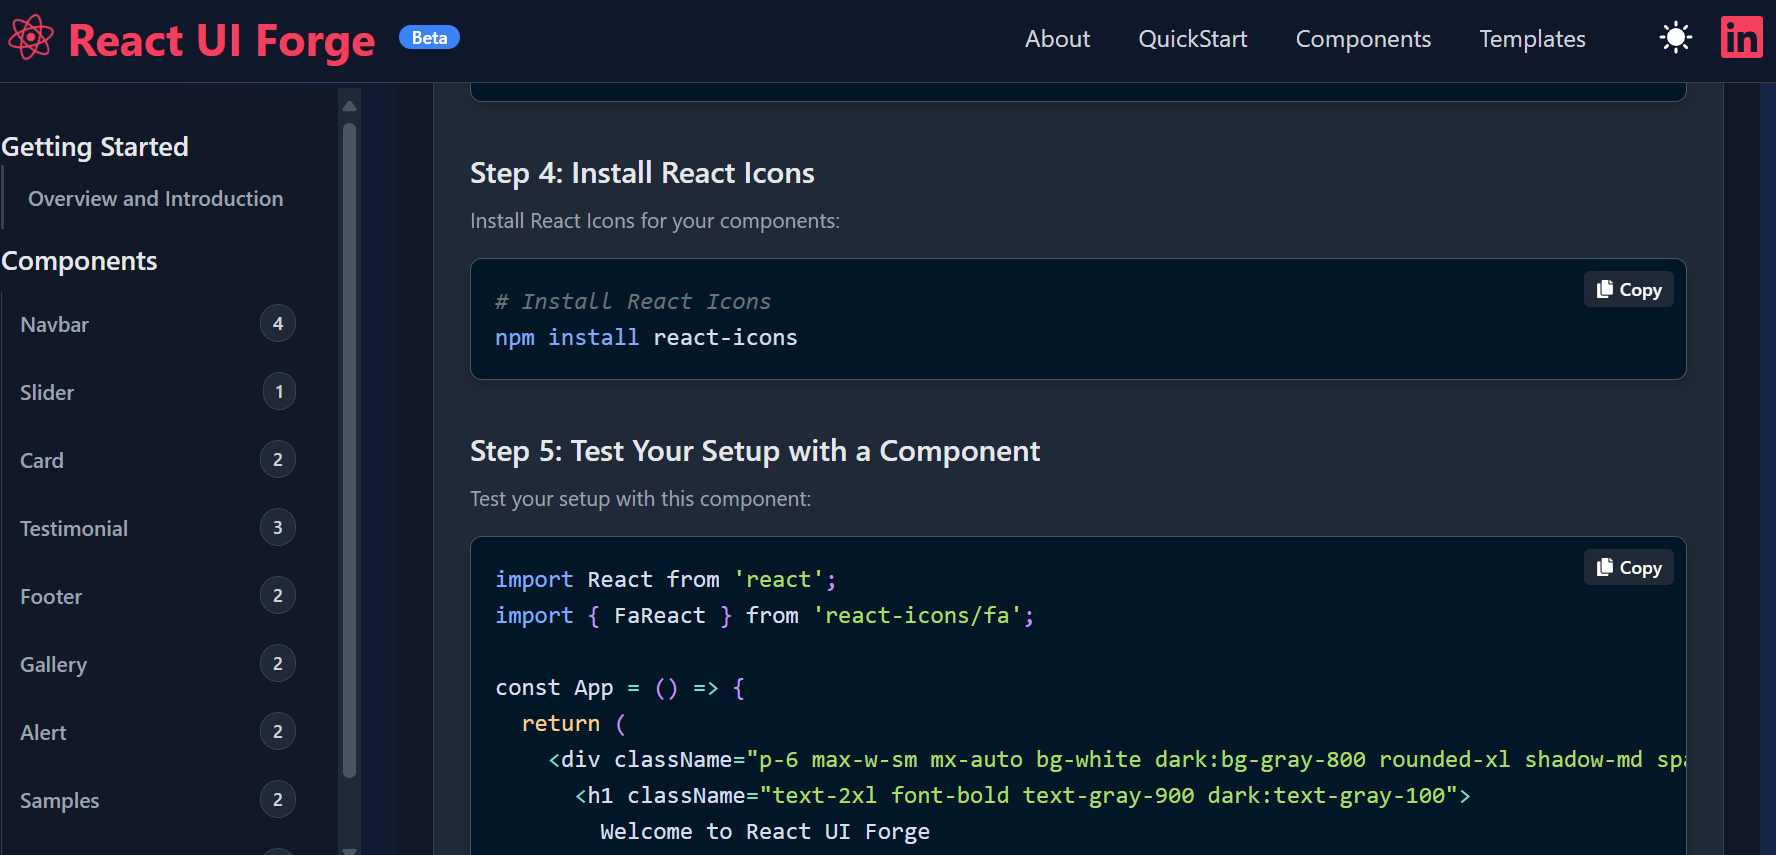 React UI Forge Beta
About QuickStart Components Templates
in
Getting Started
Overview and Introduction
Components
Navbar 4
Slider 1
Card 2
Testimonial 3
Footer 2
Gallery 2
Alert 2
Samples 2
Step 4: Install React Icons
Install React Icons for your components:
Copy
# Install React Icons
npm install react-icons
Step 5: Test Your Setup with a Component
Test your setup with this component:
Copy
import React from 'react';
import { FaReact } from 'react-icons/fa';
const App = () => {
return (
<div className="p-6 max-w-sm mx-auto bg-white dark:bg-gray-800 rounded-xl shadow-md
<h1 className="text-2xl font-bold text-gray-900 dark:text-gray-100">
Welcome to React UI Forge